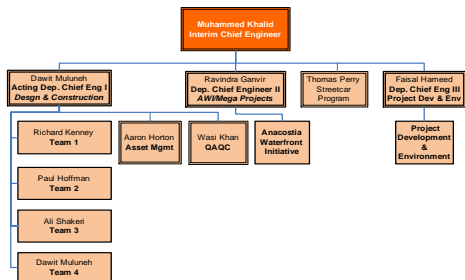 Muhammed Khalid
Interim Chief Engineer
Dawit Muluneh
Acting Dep. Chief Eng I
Desgn & Construction
Ravindra Ganvir
Dep. Chief Engineer II
AWI/Mega Projects
Thomas Perry
Streetcar
Program
Faisal Hameed
Dep. Chief Eng III
Project Dev & Env
Richard Kenney
Team 1
Aaron Horton
Asset Mgmt
Wasi Khan
QAQC
Anacostia
Waterfront
Initiative
Project
Development
&
Environment
Paul Hoffman
Team 2
Ali Shakeri
Team 3
Dawit Muluneh
Team 4